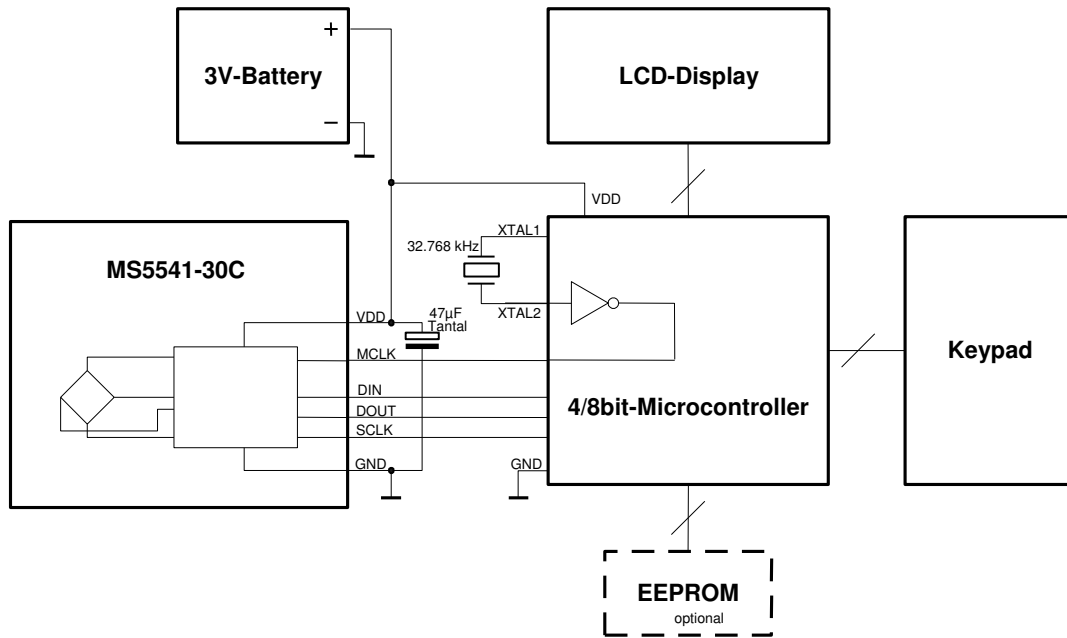 +
3V-Battery
−
LCD-Display
VDD
XTAL1
32.768 kHz
XTAL2
MS5541-30C
VDD
47µF
Tantal
MCLK
DIN
DOUT
SCLK
GND
4/8bit-Microcontroller
GND
Keypad
EEPROM
optional